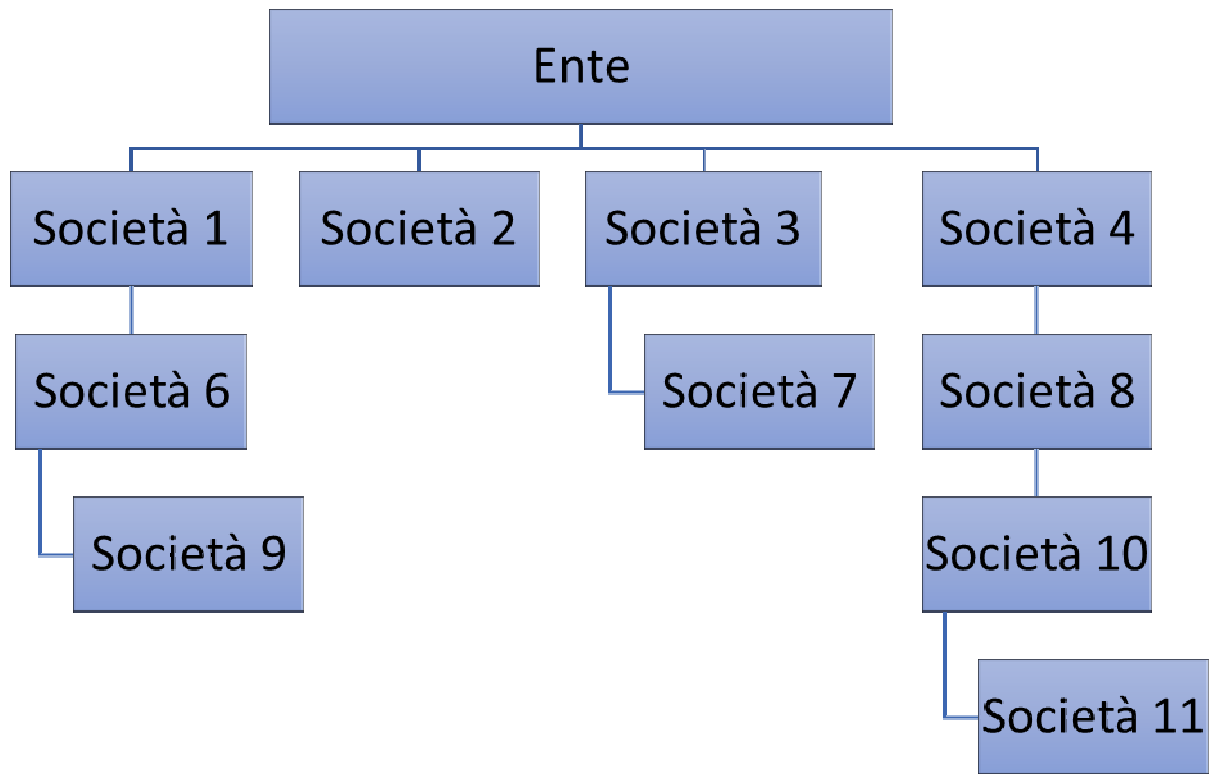 Ente
Società 1
Società 2
Società 3
Società 4
Società 6
Società 7
Società 8
Società 9
Società 10
Società 11